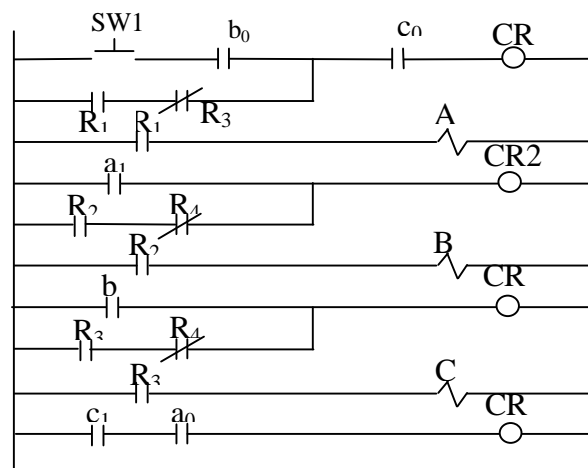 SW1 b₀ c₀ CR
R₁ R₃
R₁ A
a₁ CR2
R₂ R₄
R₂ B
b CR
R₃ R₄
R₃ C
c₁ a₀ CR